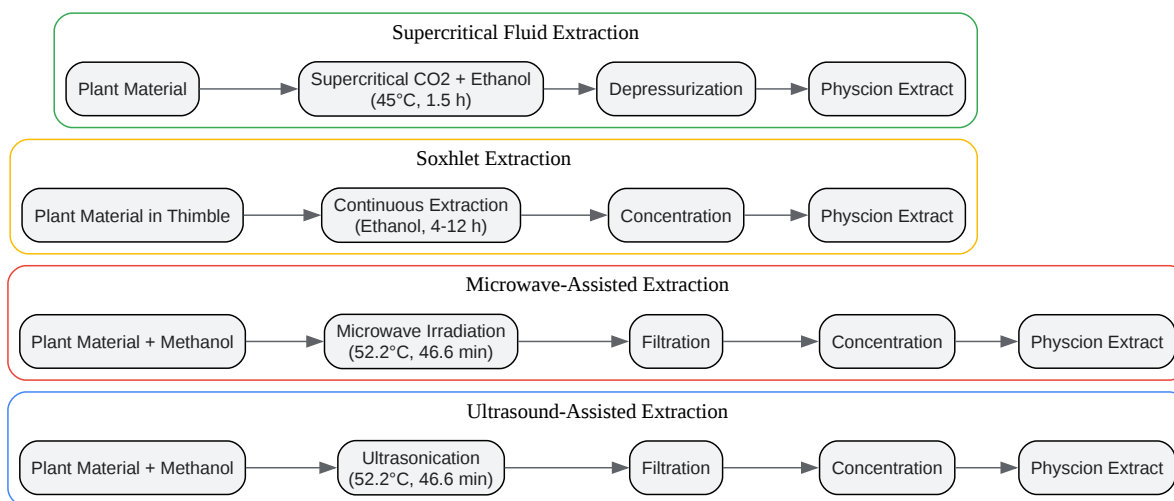 Supercritical Fluid Extraction
Plant Material
Supercritical CO2 + Ethanol
(45°C, 1.5 h)
Depressurization
Physcion Extract
Soxhlet Extraction
Plant Material in Thimble
Continuous Extraction
(Ethanol, 4-12 h)
Concentration
Physcion Extract
Microwave-Assisted Extraction
Plant Material + Methanol
Microwave Irradiation
(52.2°C, 46.6 min)
Filtration
Concentration
Physcion Extract
Ultrasound-Assisted Extraction
Plant Material + Methanol
Ultrasonication
(52.2°C, 46.6 min)
Filtration
Concentration
Physcion Extract